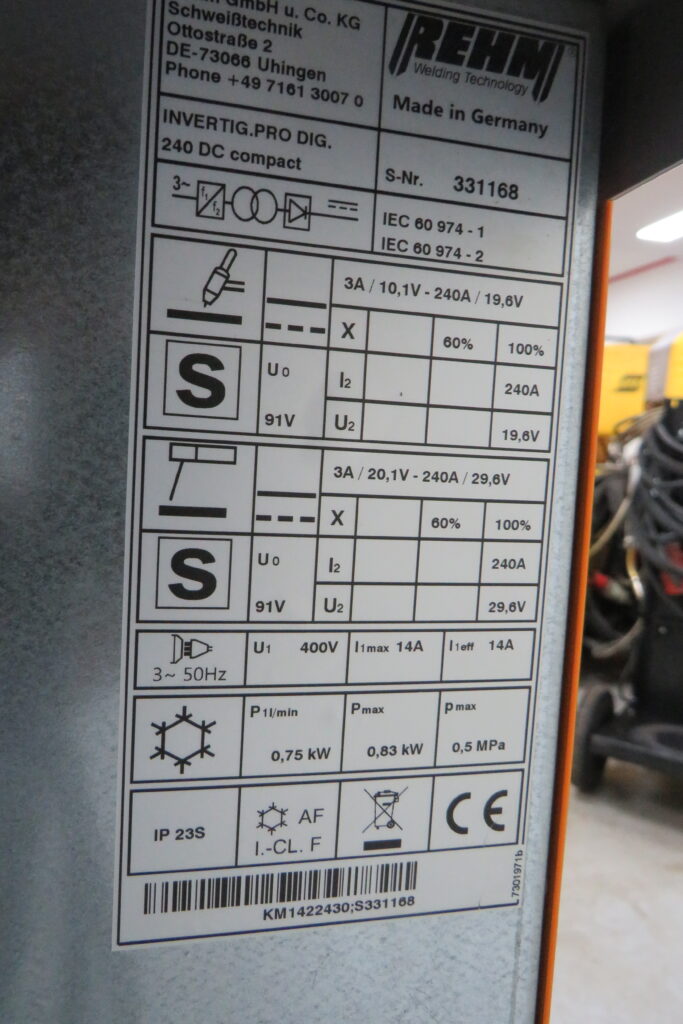 GmbH u. Co. KG
Schweißtechnik
Ottostraße 2
DE-73066 Uhingen
Phone +49 7161 3007 0
REHM
Welding Technology
Made in Germany
INVERTIG.PRO DIG.
240 DC compact
S-Nr. 331168
3~ f1 f2
IEC 60 974 - 1
IEC 60 974 - 2
3A / 10,1V - 240A / 19,6V
X 60% 100%
S U0 I2 240A
91V U2 19,6V
3A / 20,1V - 240A / 29,6V
X 60% 100%
S U0 I2 240A
91V U2 29,6V
U1 400V I1max 14A I1eff 14A
3~ 50Hz
P1l/min Pmax pmax
0,75 kW 0,83 kW 0,5 MPa
IP 23S AF CE
I.-CL. F
KM1422430;S331168
L7301971b